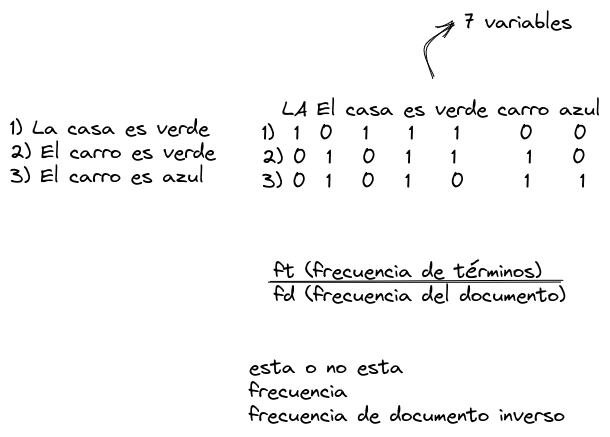 7 variables
LA El casa es verde carro azul
1) La casa es verde
1) 1 0 1 1 1 0 0
2) El carro es verde
2) 0 1 0 1 1 1 0
3) El carro es azul
3) 0 1 0 1 0 1 1
ft (frecuencia de términos)
fd (frecuencia del documento)
esta o no esta
frecuencia
frecuencia de documento inverso